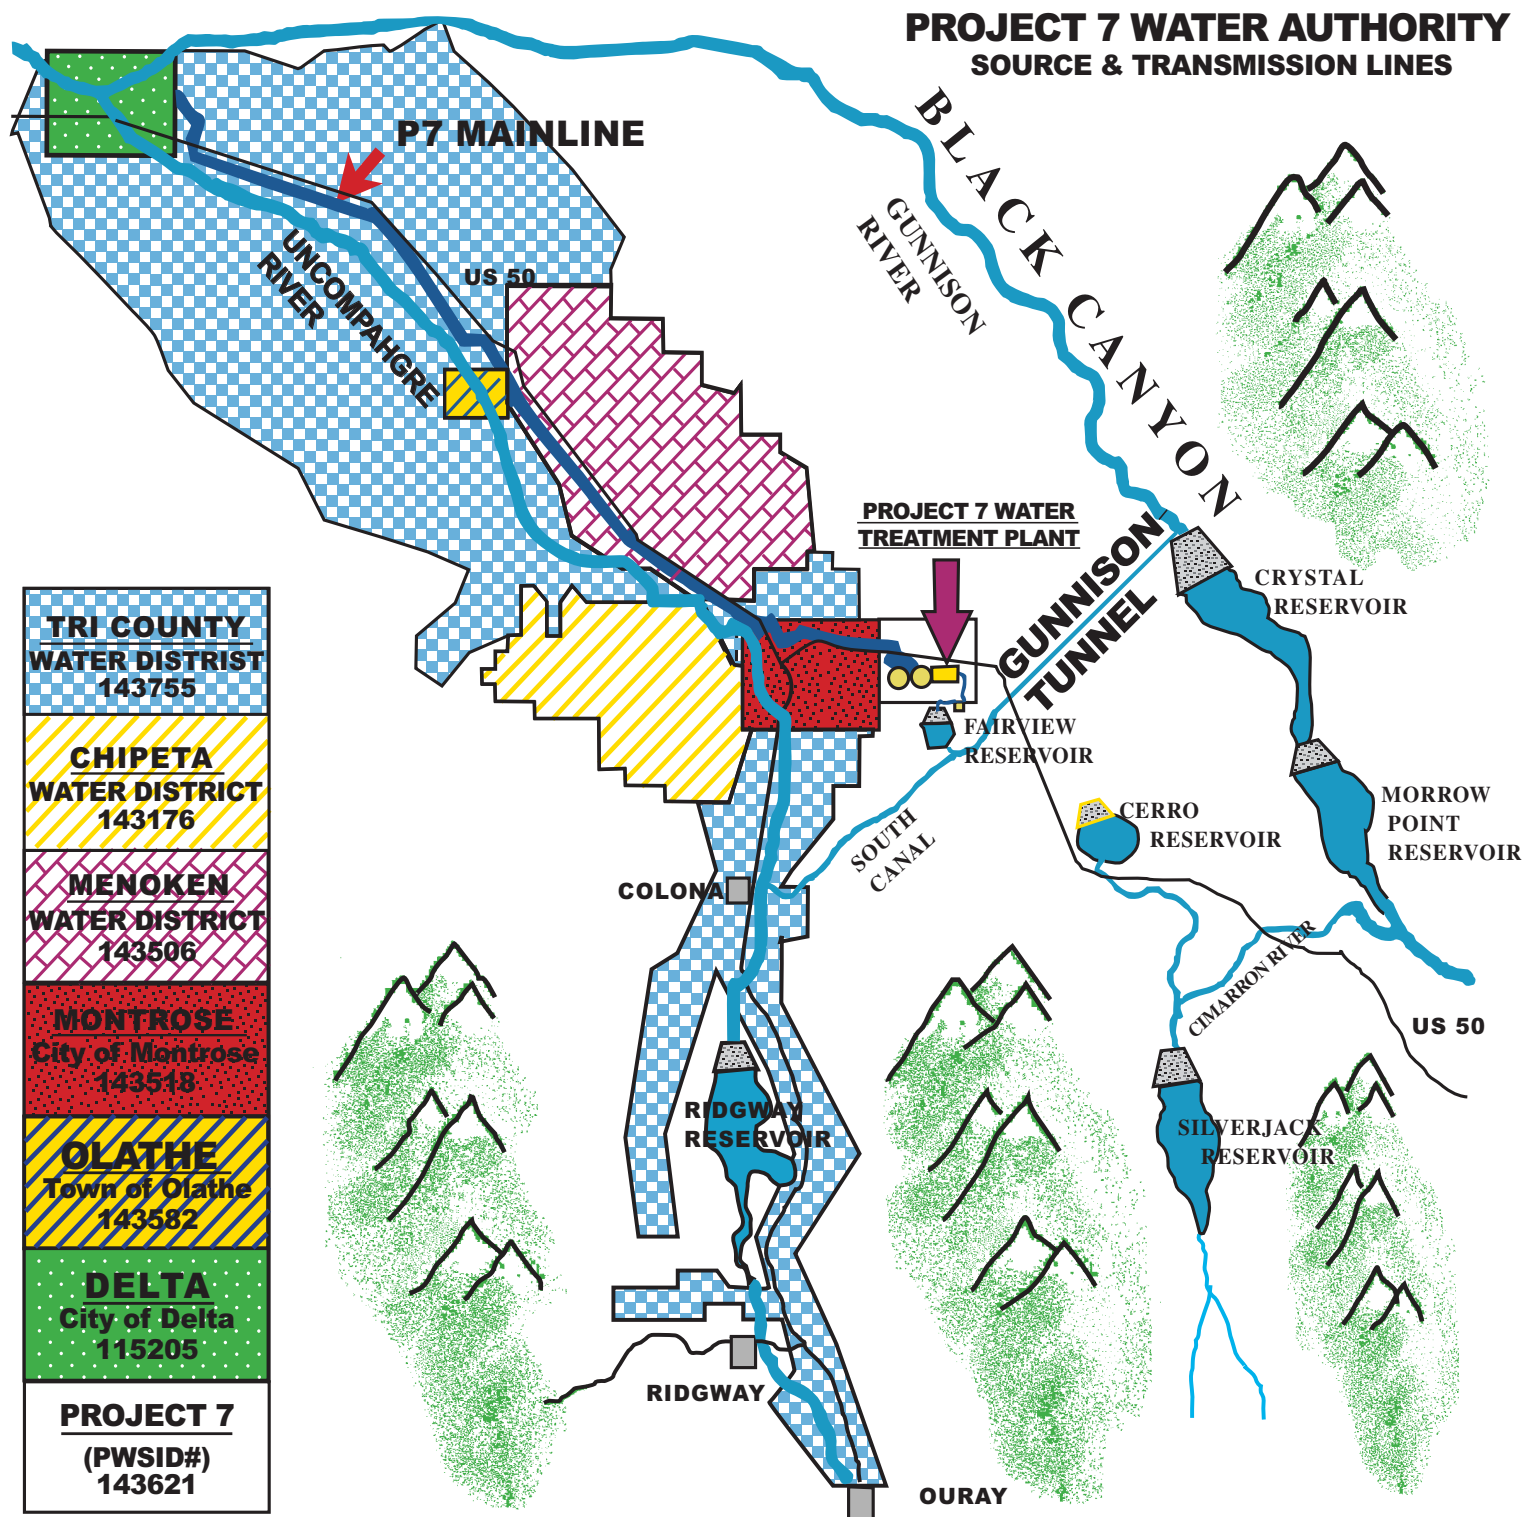 PROJECT 7 WATER AUTHORITY
SOURCE & TRANSMISSION LINES
P7 MAINLINE
BLACK CANYON
GUNNISON
RIVER
UNCOMPAHGRE
RIVER
US 50
PROJECT 7 WATER
TREATMENT PLANT
GUNNISON
TUNNEL
CRYSTAL
RESERVOIR
FAIRVIEW
RESERVOIR
CERRO
RESERVOIR
MORROW
POINT
RESERVOIR
SOUTH
CANAL
COLONA
CIMARRON RIVER
US 50
RIDGWAY
RESERVOIR
SILVERJACK
RESERVOIR
RIDGWAY
OURAY
TRI COUNTY
WATER DISTRIST
143755
CHIPETA
WATER DISTRICT
143176
MENOKEN
WATER DISTRICT
143506
MONTROSE
City of Montrose
143518
OLATHE
Town of Olathe
143582
DELTA
City of Delta
115205
PROJECT 7
(PWSID#)
143621